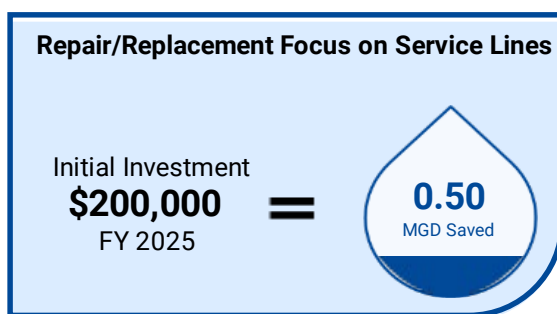 Repair/Replacement Focus on Service Lines
Initial Investment
$200,000
FY 2025
=
0.50
MGD Saved